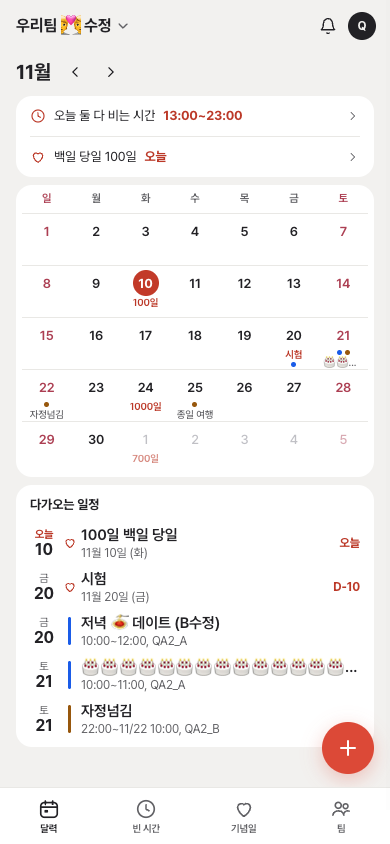 우리팀💏수정
Q
11월
오늘 둘 다 비는 시간 13:00~23:00
백일 당일 100일 오늘
일 월 화 수 목 금 토
1 2 3 4 5 6 7
8 9 10 11 12 13 14
100일
15 16 17 18 19 20 21
시험 🎂🎂...
22 23 24 25 26 27 28
자정넘김 1000일 종일 여행
29 30 1 2 3 4 5
700일
다가오는 일정
오늘 100일 백일 당일
10 11월 10일 (화) 오늘
금 시험
20 11월 20일 (금) D-10
금 저녁 🍝 데이트 (B수정)
20 10:00~12:00, QA2_A
토 🎂🎂🎂🎂🎂🎂🎂🎂🎂🎂🎂🎂🎂🎂...
21 10:00~11:00, QA2_A
토 자정넘김
21 22:00~11/22 10:00, QA2_B
달력 빈 시간 기념일 팀